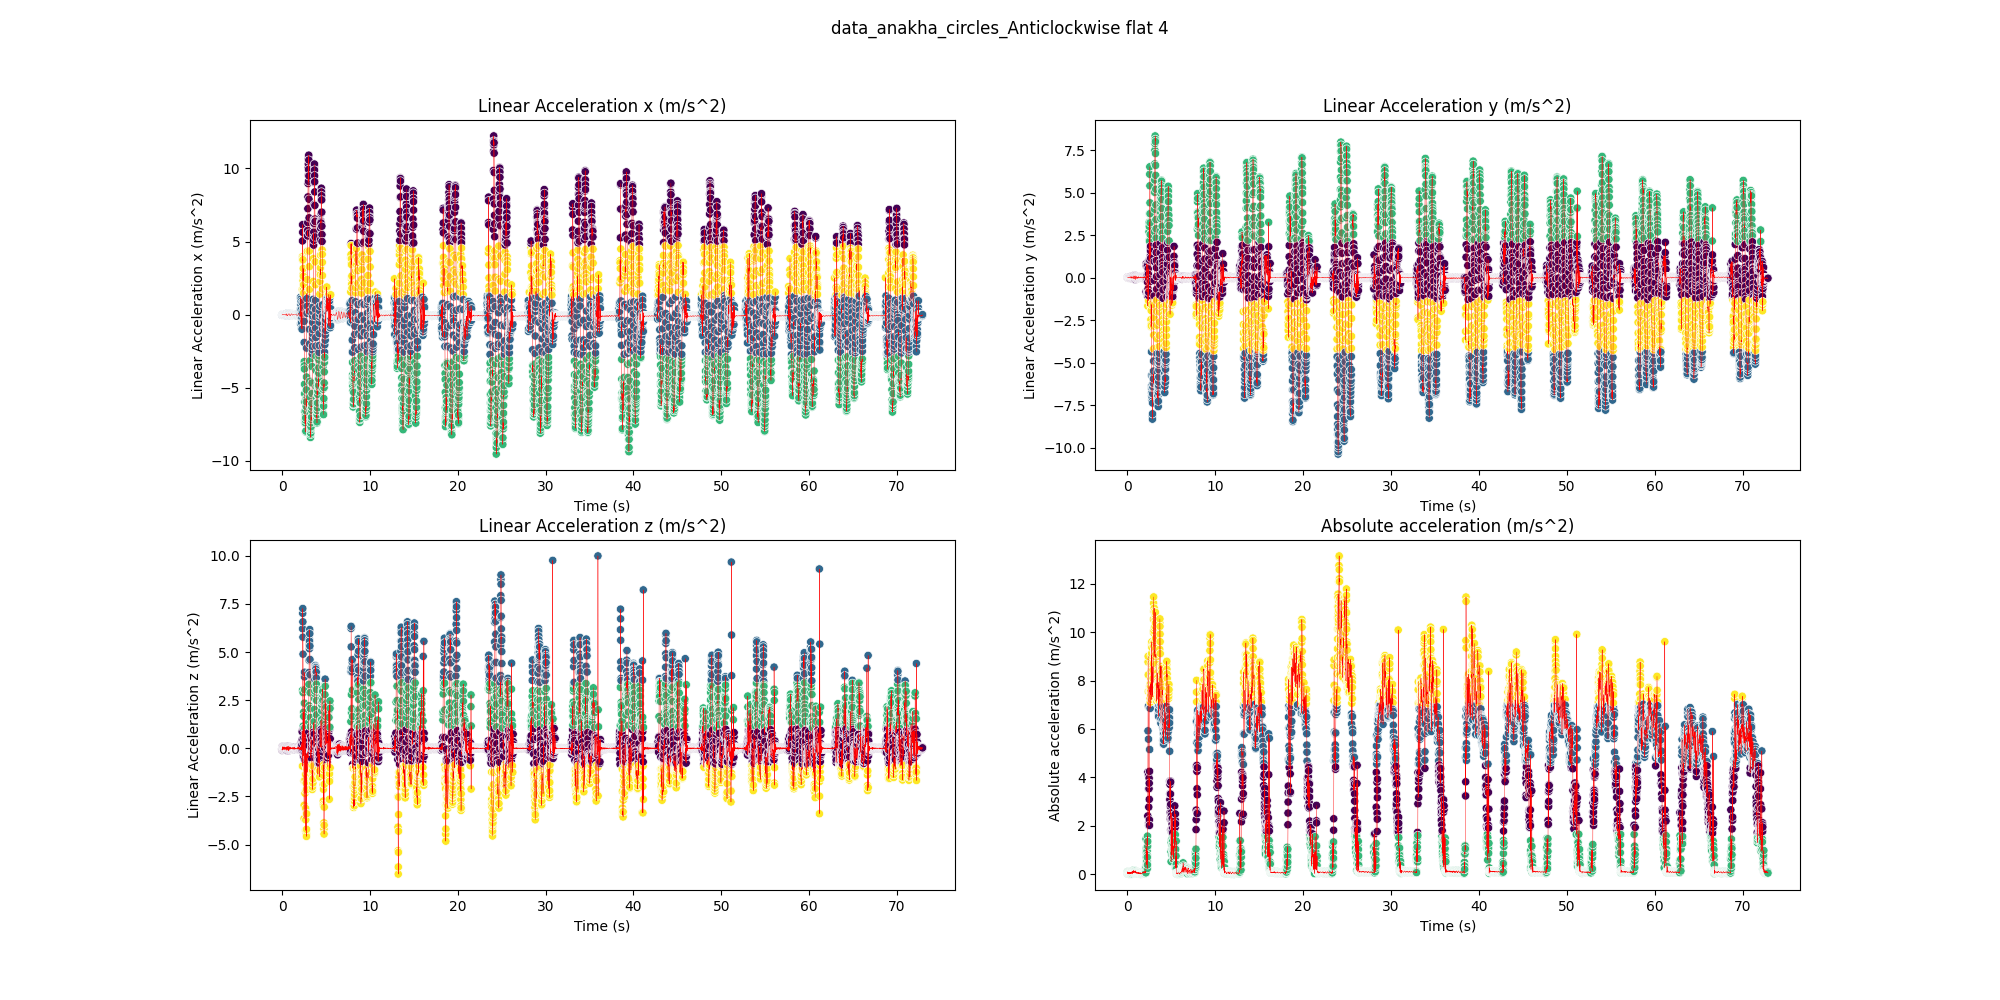 data_anakha_circles_Anticlockwise flat 4
Linear Acceleration x (m/s^2)
Linear Acceleration x (m/s^2)
10
5
0
−5
−10
0 10 20 30 40 50 60 70
Time (s)
Linear Acceleration y (m/s^2)
Linear Acceleration y (m/s^2)
7.5
5.0
2.5
0.0
−2.5
−5.0
−7.5
−10.0
0 10 20 30 40 50 60 70
Time (s)
Linear Acceleration z (m/s^2)
Linear Acceleration z (m/s^2)
10.0
7.5
5.0
2.5
0.0
−2.5
−5.0
0 10 20 30 40 50 60 70
Time (s)
Absolute acceleration (m/s^2)
Absolute acceleration (m/s^2)
12
10
8
6
4
2
0
0 10 20 30 40 50 60 70
Time (s)